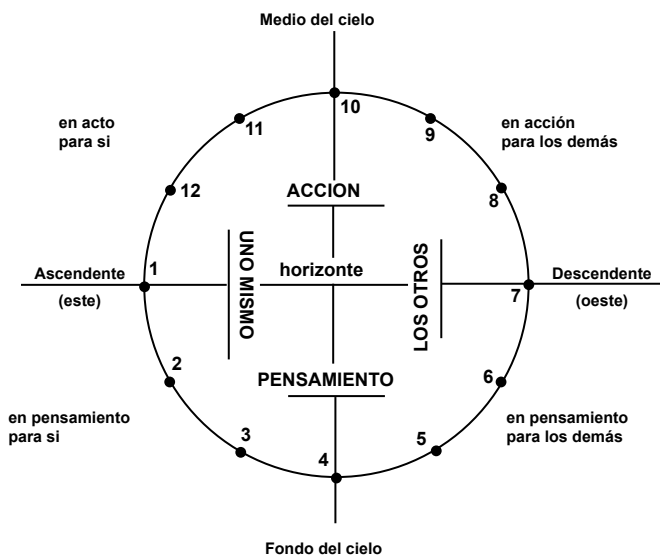 Medio del cielo
10
en acto
para si
11
9
en acción
para los demás
12
ACCION
8
Ascendente
(este)
1
UNO MISMO
horizonte
LOS OTROS
7
Descendente
(oeste)
2
PENSAMIENTO
6
en pensamiento
para si
3
4
5
en pensamiento
para los demás
Fondo del cielo